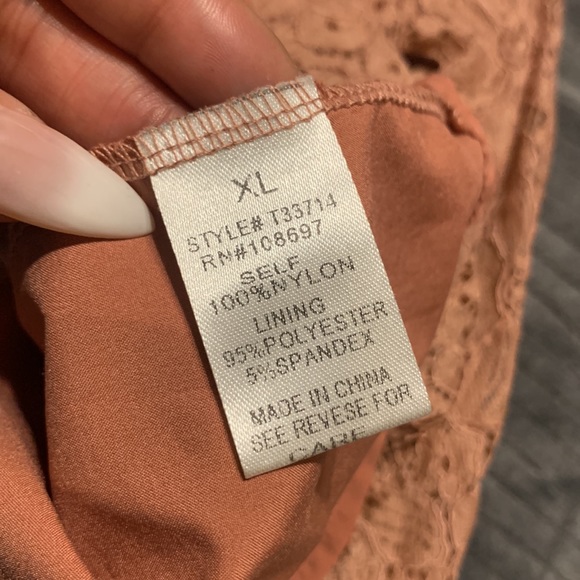 XL
STYLE# T33714
RN#108697
SELF
100%NYLON
LINING
95%POLYESTER
5%SPANDEX
MADE IN CHINA
SEE REVESE FOR
CARE